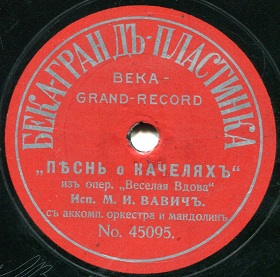 БЕКА-ГРАНДЪ-ПЛАСТИНКА
BEKA-
GRAND-RECORD
„ПѢСНЬ о КАЧЕЛЯХЪ“
изъ опер. „Веселая Вдова“
Исп. М. И. ВАВИЧЪ.
съ аккомп. оркестра и мандолин.
No. 45095.